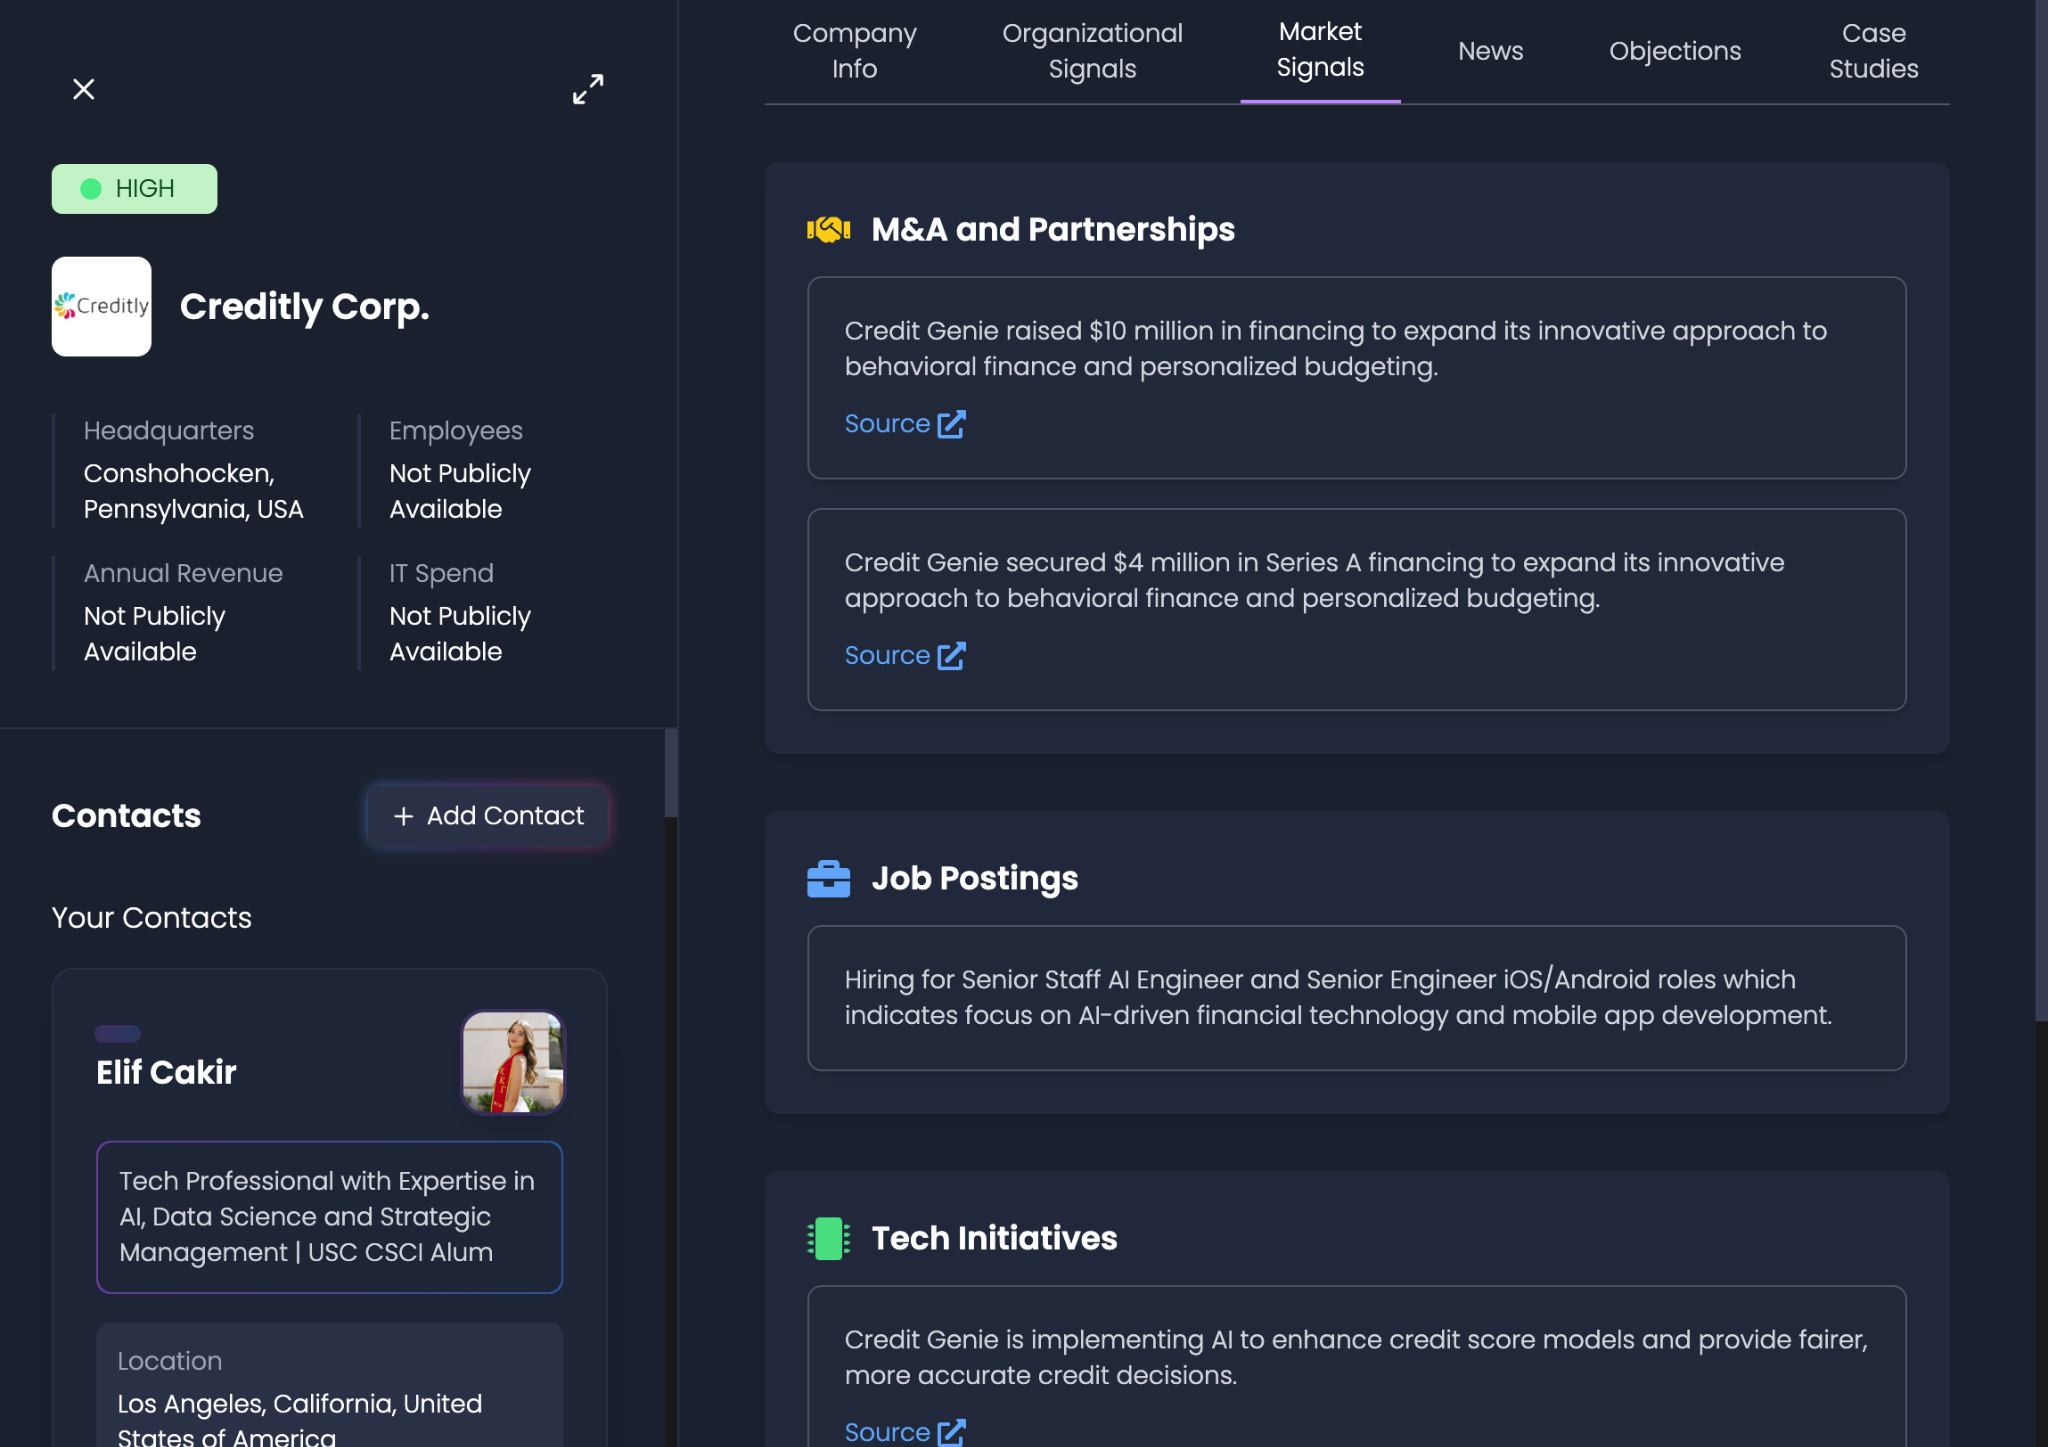 HIGH
Creditly
Creditly Corp.
Headquarters
Conshohocken,
Pennsylvania, USA
Employees
Not Publicly
Available
Annual Revenue
Not Publicly
Available
IT Spend
Not Publicly
Available
Contacts
+ Add Contact
Your Contacts
Elif Cakir
Tech Professional with Expertise in
AI, Data Science and Strategic
Management | USC CSCI Alum
Location
Los Angeles, California, United
States of America
Company
Info
Organizational
Signals
Market
Signals
News
Objections
Case
Studies
M&A and Partnerships
Credit Genie raised $10 million in financing to expand its innovative approach to
behavioral finance and personalized budgeting.
Source
Credit Genie secured $4 million in Series A financing to expand its innovative
approach to behavioral finance and personalized budgeting.
Source
Job Postings
Hiring for Senior Staff AI Engineer and Senior Engineer iOS/Android roles which
indicates focus on AI-driven financial technology and mobile app development.
Tech Initiatives
Credit Genie is implementing AI to enhance credit score models and provide fairer,
more accurate credit decisions.
Source